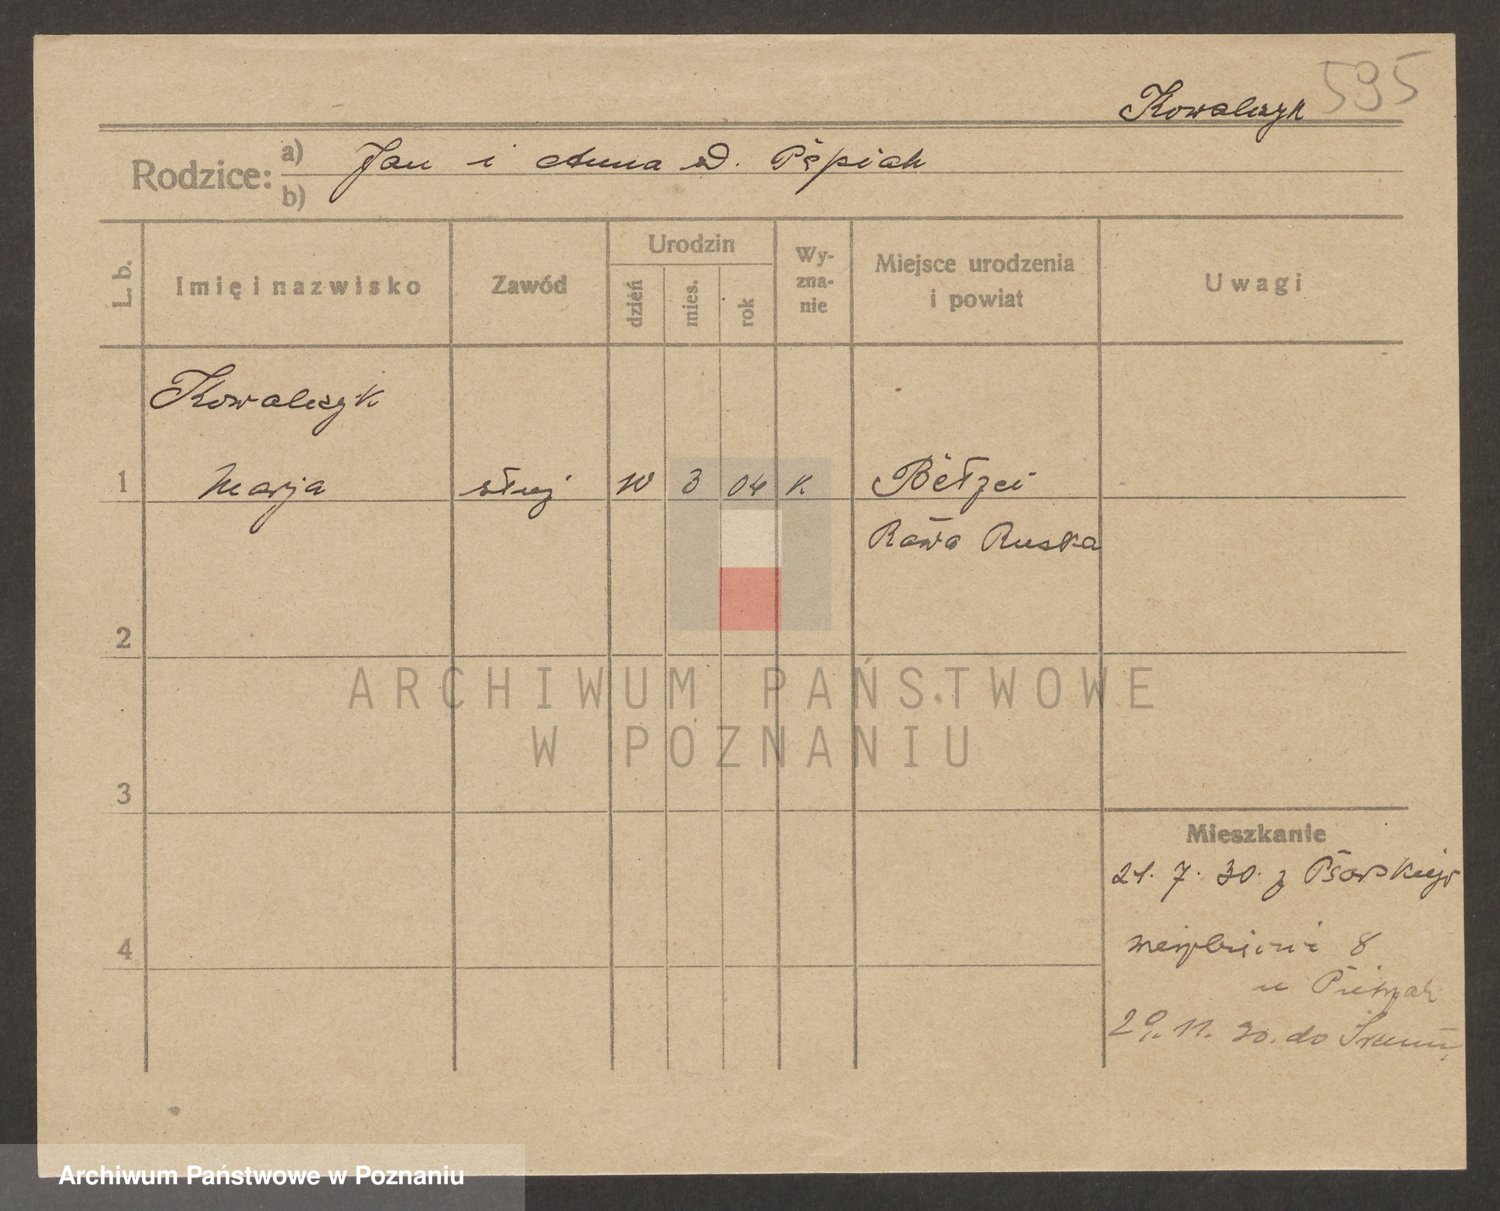 595
Kowalczyk
Rodzice: a) Jan i Anna d. Pępiak
b)
L. b. Imię i nazwisko Zawód Urodzin dzień mies. rok Wy-zna-nie Miejsce urodzenia i powiat Uwagi
Kowalczyk
1 Marja służ 10 3 04 k Bełzei
Rawa Ruska
2
ARCHIWUM PAŃSTWOWE
W POZNANIU
3
Mieszkanie
21. 7. 30. z
4 8
u Pietrzak
29. 11. 30. do
Archiwum Państwowe w Poznaniu